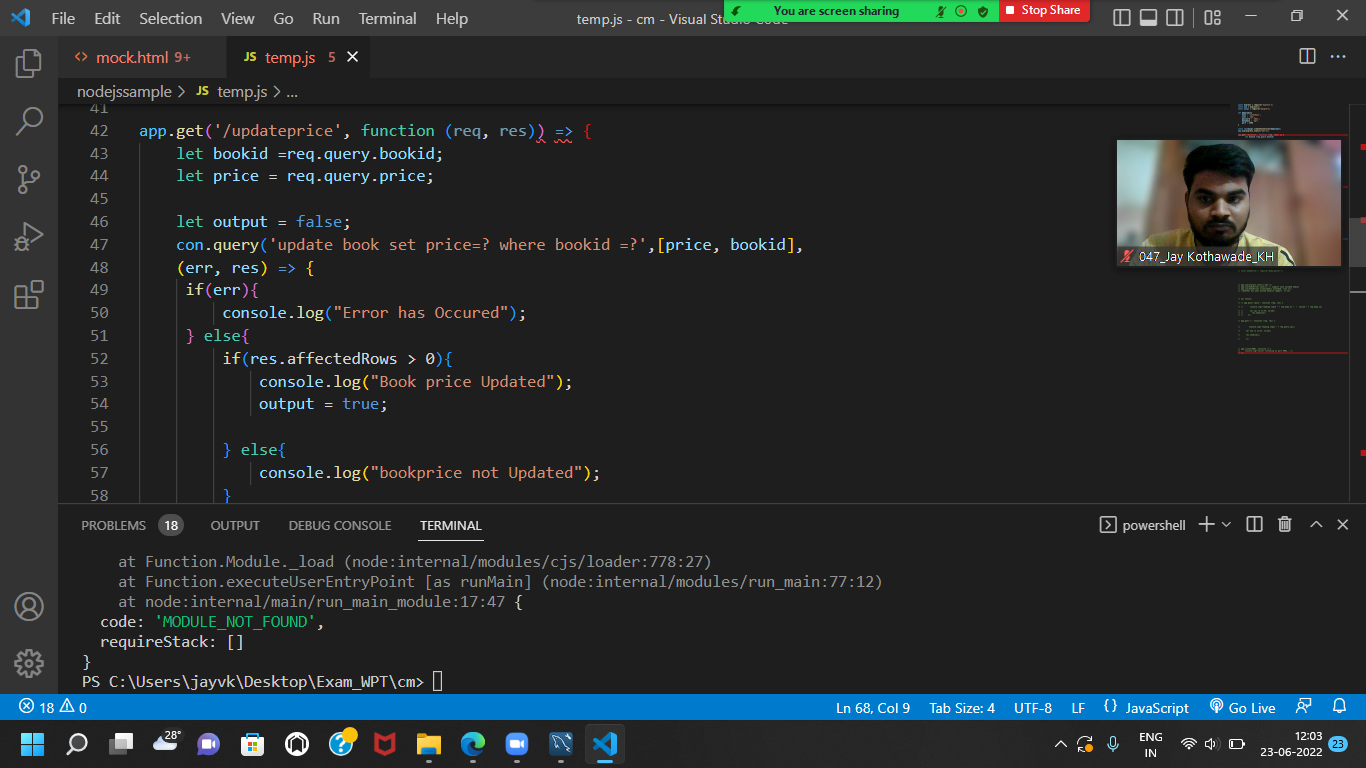 File Edit Selection View Go Run Terminal Help
temp.js - cm - Visual Studio Code
You are screen sharing
Stop Share
mock.html 9+
JS temp.js 5
nodejssample > JS temp.js > ...
41
42 app.get('/updateprice', function (req, res)) => {
43 let bookid =req.query.bookid;
44 let price = req.query.price;
45
46 let output = false;
47 con.query('update book set price=? where bookid =?',[price, bookid],
48 (err, res) => {
49 if(err){
50 console.log("Error has Occured");
51 } else{
52 if(res.affectedRows > 0){
53 console.log("Book price Updated");
54 output = true;
55
56 } else{
57 console.log("bookprice not Updated");
58 }
047_Jay Kothawade_KH
PROBLEMS 18 OUTPUT DEBUG CONSOLE TERMINAL
powershell
at Function.Module._load (node:internal/modules/cjs/loader:778:27)
at Function.executeUserEntryPoint [as runMain] (node:internal/modules/run_main:77:12)
at node:internal/main/run_main_module:17:47 {
code: 'MODULE_NOT_FOUND',
requireStack: []
}
PS C:\Users\jayvk\Desktop\Exam_WPT\cm>
18 0
Ln 68, Col 9 Tab Size: 4 UTF-8 LF {} JavaScript Go Live
28°
ENG
IN
12:03
23-06-2022
23